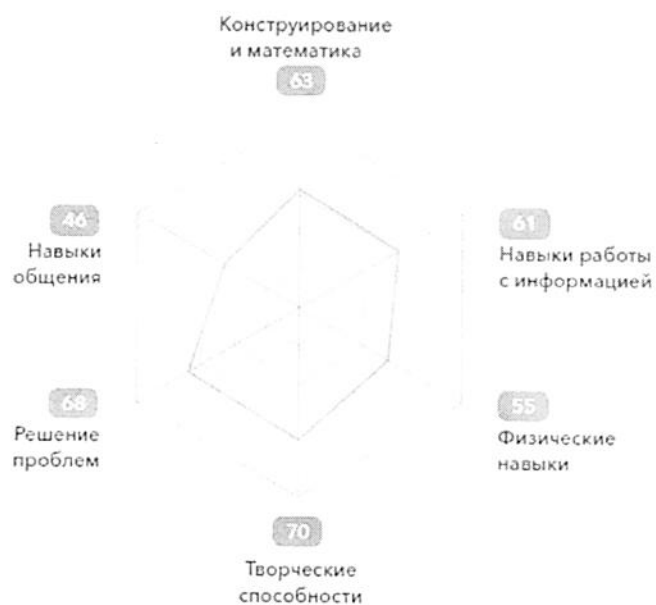 Конструирование
и математика
63
61
Навыки работы
с информацией
55
Физические
навыки
70
Творческие
способности
68
Решение
проблем
46
Навыки
общения